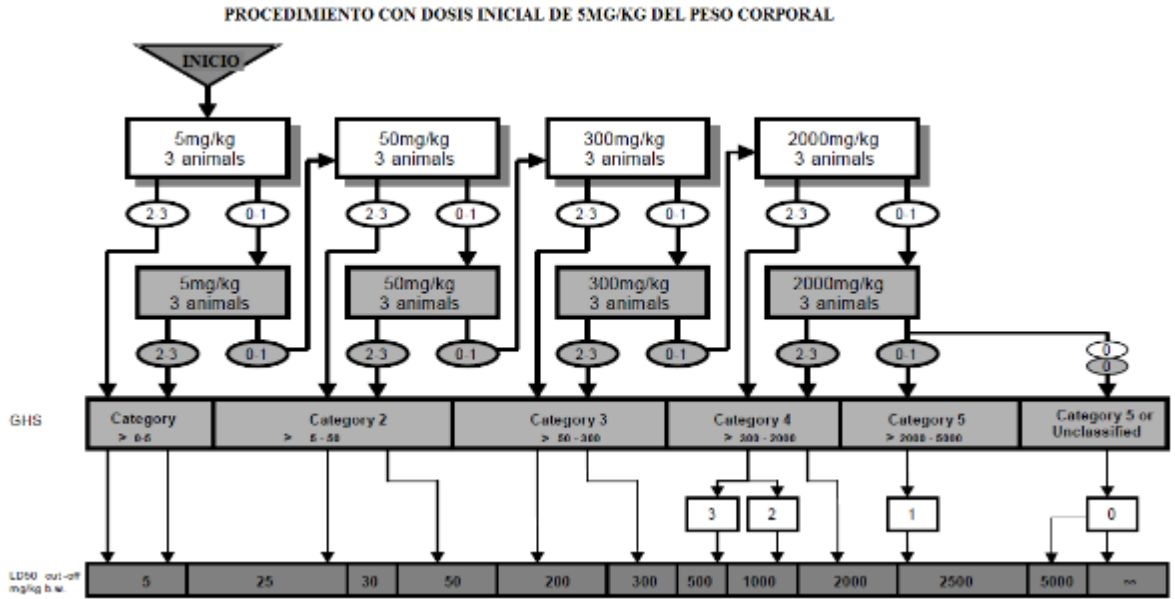 PROCEDIMIENTO CON DOSIS INICIAL DE 5MG/KG DEL PESO CORPORAL
INICIO
5mg/kg
3 animals
50mg/kg
3 animals
300mg/kg
3 animals
2000mg/kg
3 animals
2-3
0-1
2-3
0-1
2-3
0-1
2-3
0-1
5mg/kg
3 animals
50mg/kg
3 animals
300mg/kg
3 animals
2000mg/kg
3 animals
2-3
0-1
2-3
0-1
2-3
0-1
2-3
0-1
0
0
GHS
Category
> 0-5
Category 2
> 5 - 50
Category 3
> 50 - 300
Category 4
> 300 - 2000
Category 5
> 2000 - 5000
Category 5 or
Unclassified
3
2
1
0
LD50 cut-off
mg/kg b.w.
5
25
30
50
200
300
500
1000
2000
2500
5000
∞